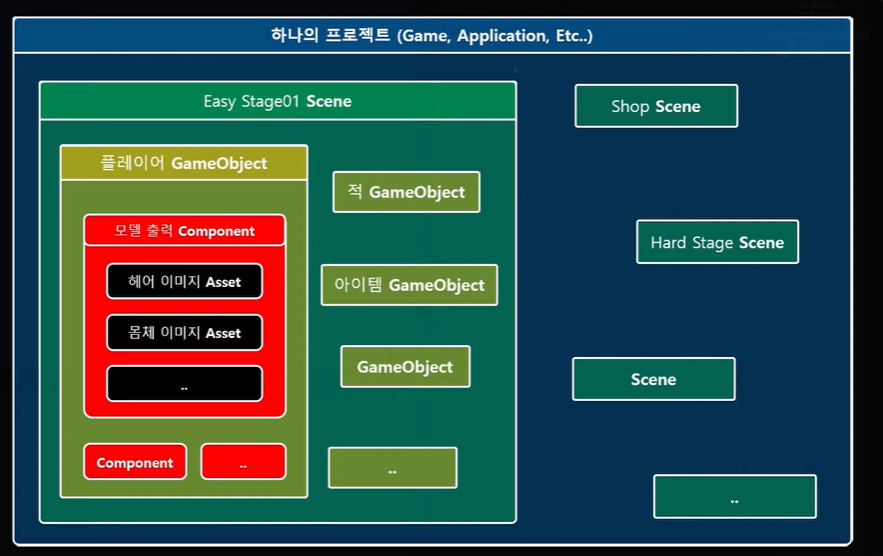 하나의 프로젝트 (Game, Application, Etc..)
Easy Stage01 Scene
플레이어 GameObject
모델 출력 Component
헤어 이미지 Asset
몸체 이미지 Asset
..
Component
..
적 GameObject
아이템 GameObject
GameObject
..
Shop Scene
Hard Stage Scene
Scene
..